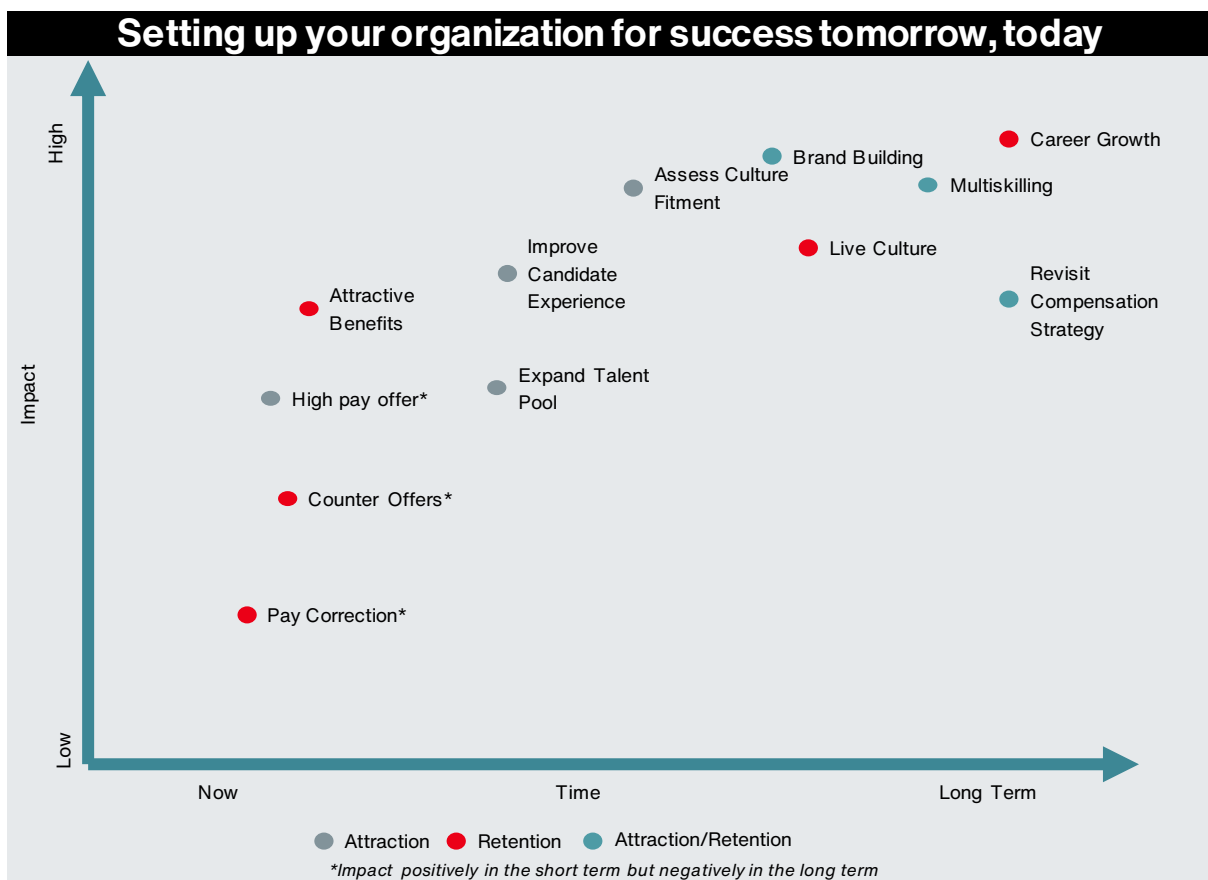 Setting up your organization for success tomorrow, today
High
Career Growth
Brand Building
Assess Culture
Fitment
Multiskilling
Improve
Candidate
Experience
Live Culture
Revisit
Compensation
Strategy
Attractive
Benefits
Impact
Expand Talent
Pool
High pay offer*
Counter Offers*
Pay Correction*
Low
Now
Time
Long Term
Attraction
Retention
Attraction/Retention
*Impact positively in the short term but negatively in the long term